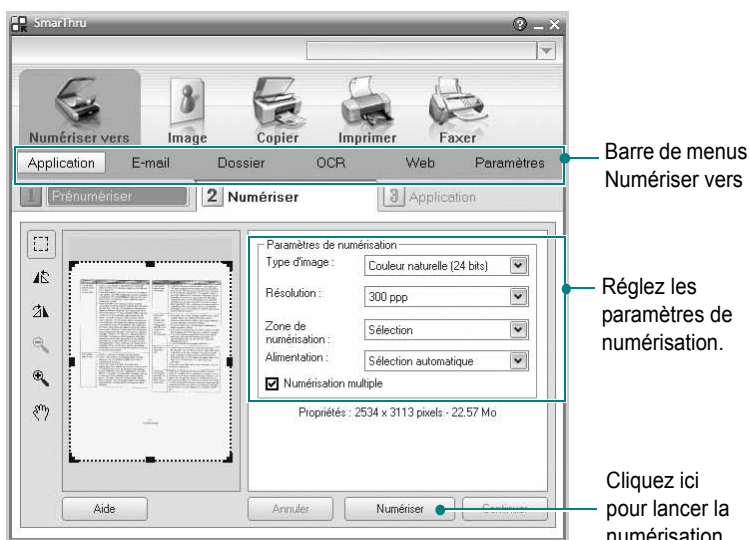 SmarThru
Numériser vers Image Copier Imprimer Faxer
Application E-mail Dossier OCR Web Paramètres
Barre de menus
Numériser vers
1 Prénumériser 2 Numériser 3 Application
Paramètres de numérisation
Type d'image : Couleur naturelle (24 bits)
Résolution : 300 ppp
Zone de
numérisation : Sélection
Alimentation : Sélection automatique
Numérisation multiple
Propriétés : 2534 x 3113 pixels - 22.57 Mo
Réglez les
paramètres de
numérisation.
Aide Annuler Numériser Continuer
Cliquez ici
pour lancer la
numérisation